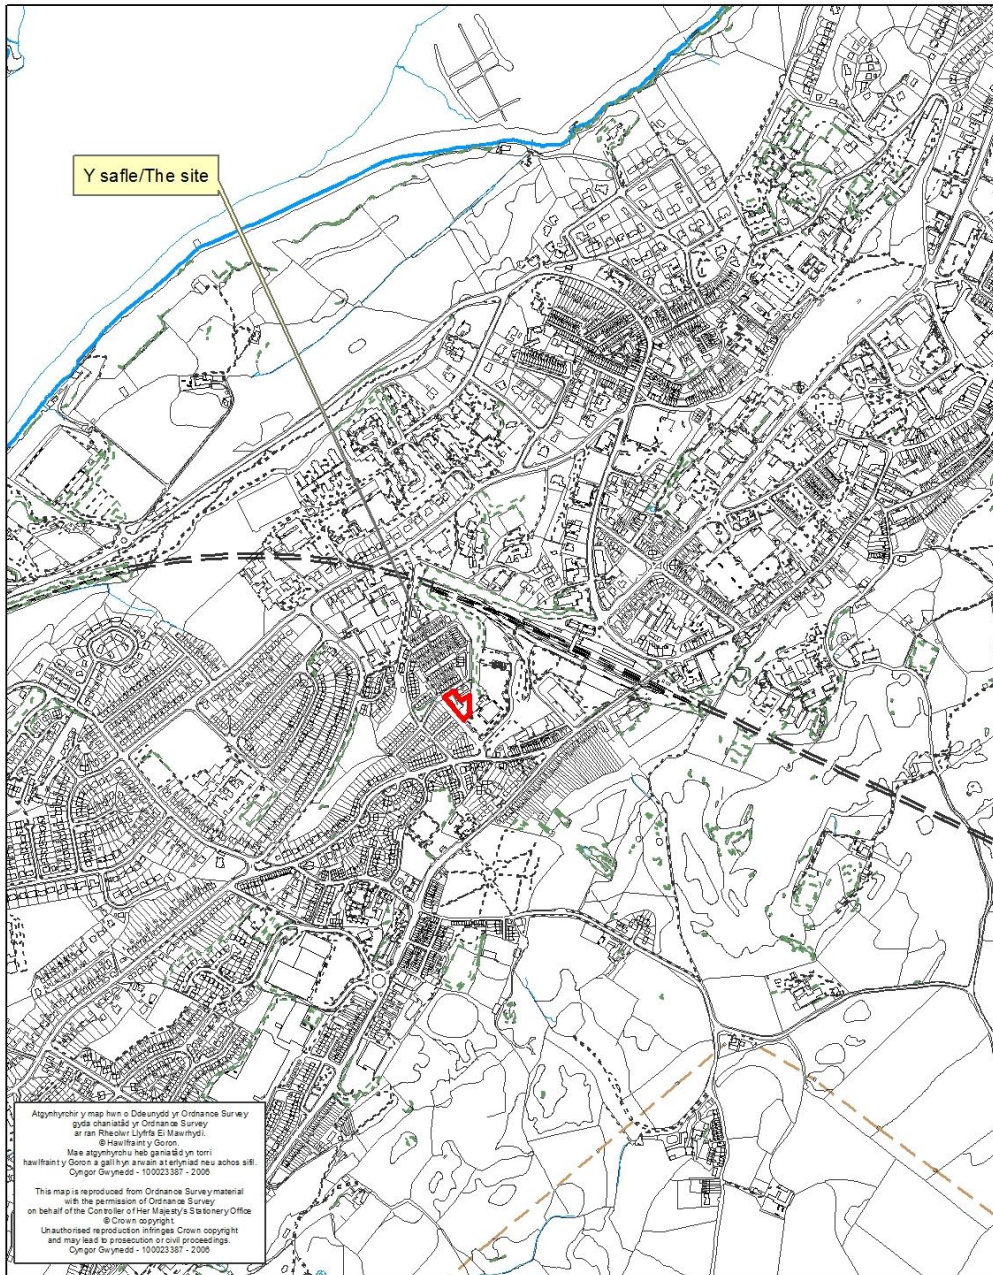 Y safle/The site
Atgynhyrchir y map hwn o Ddeunydd yr Ordnance Survey
gyda chaniatâd yr Ordnance Survey
ar ran Rheolwr Llyfrfa Ei Mawrhydi.
© Hawlfraint y Goron.
Mae atgynhyrchu heb ganiatâd yn torri
hawlfraint y Goron a gall hyn arwain at erlyniad neu achos sifil.
Cyngor Gwynedd - 100023387 - 2006
This map is reproduced from Ordnance Survey material
with the permission of Ordnance Survey
on behalf of the Controller of Her Majesty's Stationery Office
© Crown copyright.
Unauthorised reproduction infringes Crown copyright
and may lead to prosecution or civil proceedings.
Cyngor Gwynedd - 100023387 - 2006